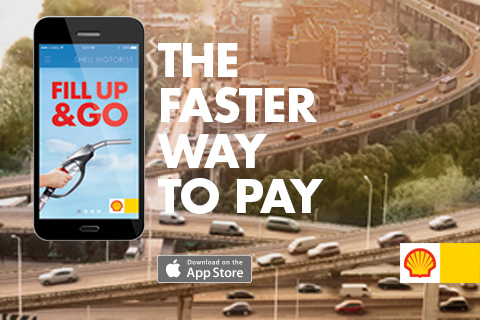 SHELL MOTORIST
FILL UP
&GO
THE
FASTER
WAY
TO PAY
Download on the
App Store